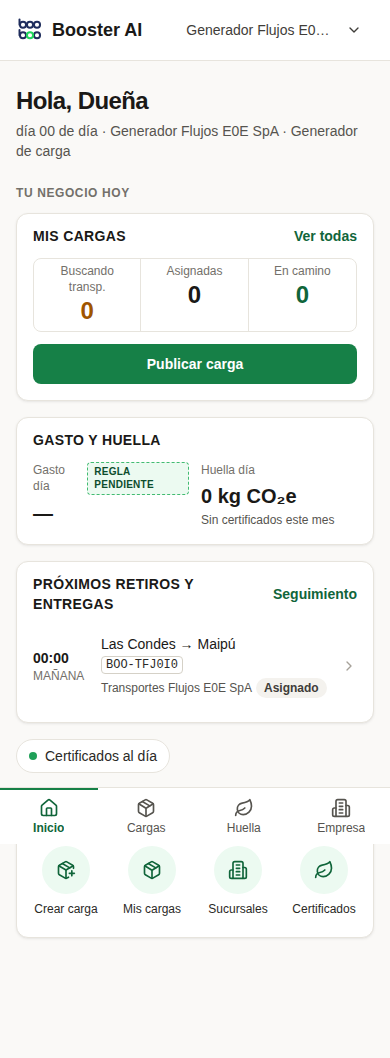 Booster AI
Generador Flujos E0…
Hola, Dueña
día 00 de día · Generador Flujos E0E SpA · Generador
de carga
TU NEGOCIO HOY
MIS CARGAS
Ver todas
Buscando
transp.
0
Asignadas
0
En camino
0
Publicar carga
GASTO Y HUELLA
Gasto
día
REGLA
PENDIENTE
—
Huella día
0 kg CO₂e
Sin certificados este mes
PRÓXIMOS RETIROS Y
ENTREGAS
Seguimiento
00:00
MAÑANA
Las Condes → Maipú
BOO-TFJ0I0
Transportes Flujos E0E SpA Asignado
Certificados al día
Inicio
Cargas
Huella
Empresa
Crear carga
Mis cargas
Sucursales
Certificados